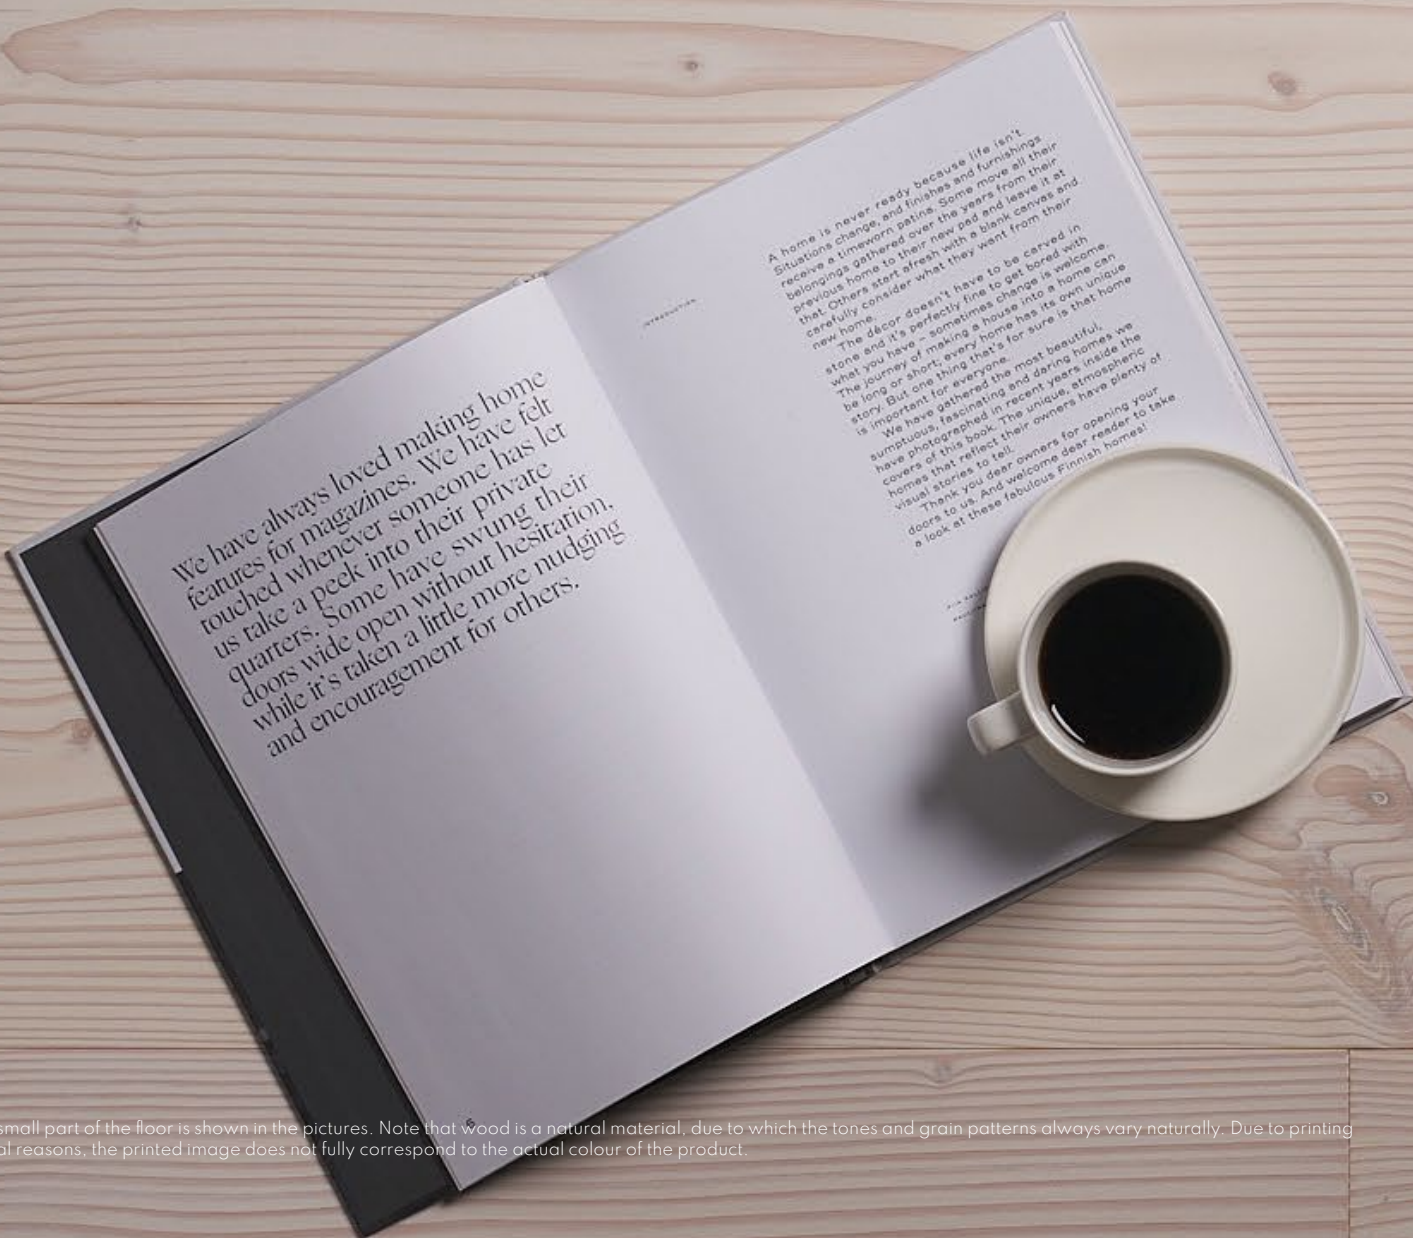 We have always loved making home
features for magazines. We have felt
touched whenever someone has let
us take a peek into their private
quarters. Some have swung their
doors wide open without hesitation,
while it's taken a little more nudging
and encouragement for others.
6
INTRODUCTION
A home is never ready because life isn't.
Situations change, and finishes and furnishings
receive a timeworn patina. Some move all their
belongings gathered over the years from their
previous home to their new pad and leave it at
that. Others start afresh with a blank canvas and
carefully consider what they want from their
new home.
The décor doesn't have to be carved in
stone and it's perfectly fine to get bored with
what you have – sometimes change is welcome.
The journey of making a house into a home can
be long or short; every home has its own unique
story. But one thing that's for sure is that home
is important for everyone.
We have gathered the most beautiful,
sumptuous, fascinating and daring homes we
have photographed in recent years inside the
covers of this book. The unique, atmospheric
homes that reflect their owners have plenty of
visual stories to tell.
Thank you dear owners for opening your
doors to us. And welcome dear reader to take
a look at these fabulous Finnish homes!
small part of the floor is shown in the pictures. Note that wood is a natural material, due to which the tones and grain patterns always vary naturally. Due to printing
al reasons, the printed image does not fully correspond to the actual colour of the product.